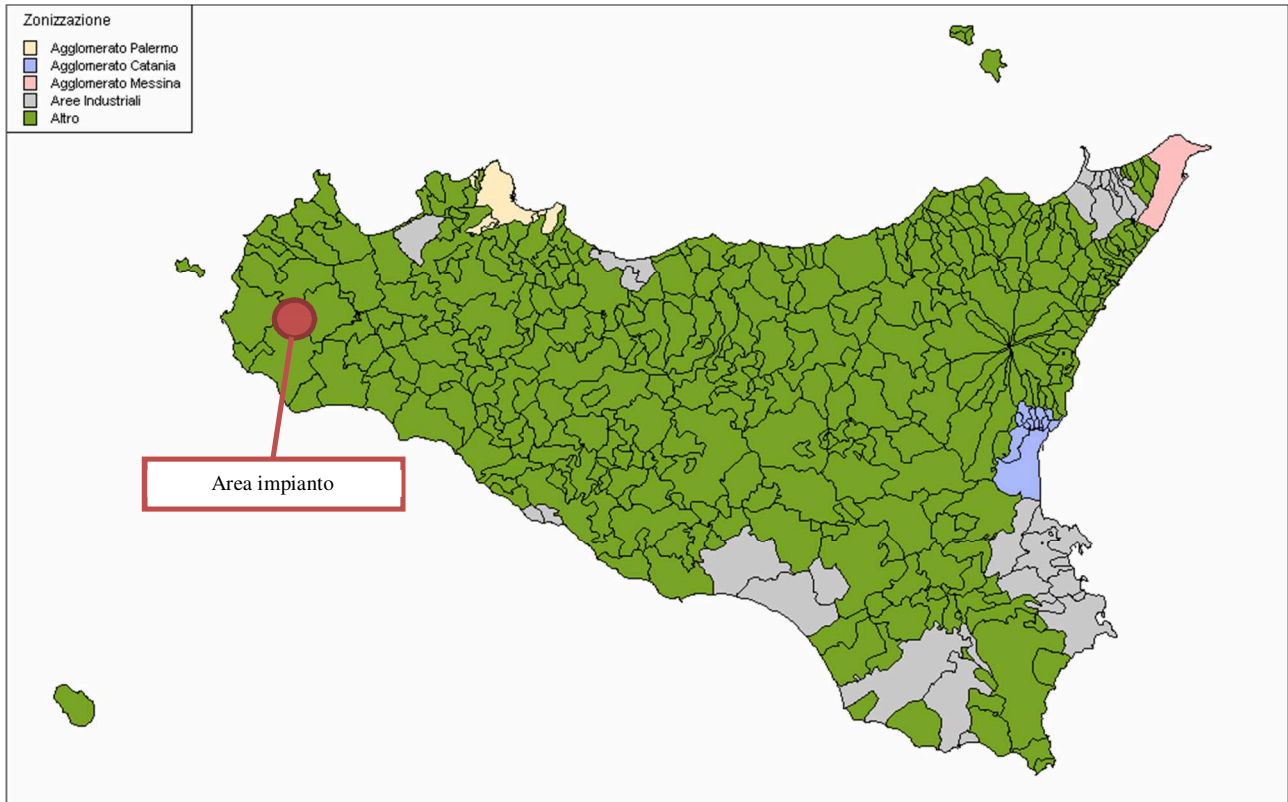 Zonizzazione
Agglomerato Palermo
Agglomerato Catania
Agglomerato Messina
Aree Industriali
Altro
Area impianto